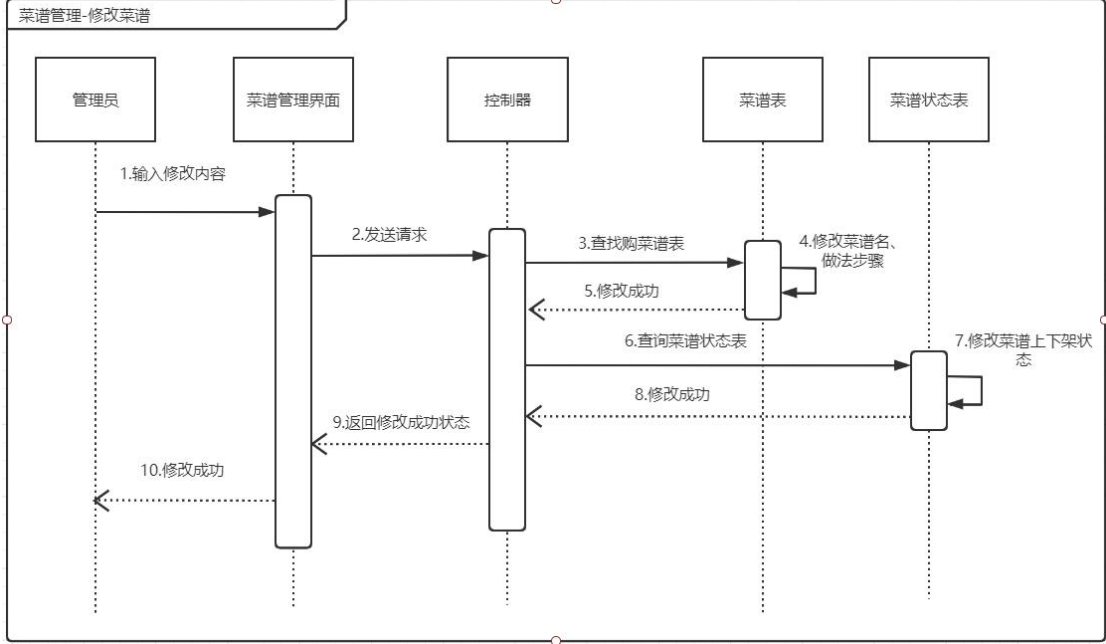 菜谱管理-修改菜谱
管理员
菜谱管理界面
控制器
菜谱表
菜谱状态表
1.输入修改内容
2.发送请求
3.查找购菜谱表
4.修改菜谱名、
做法步骤
5.修改成功
6.查询菜谱状态表
7.修改菜谱上下架状
态
8.修改成功
9.返回修改成功状态
10.修改成功